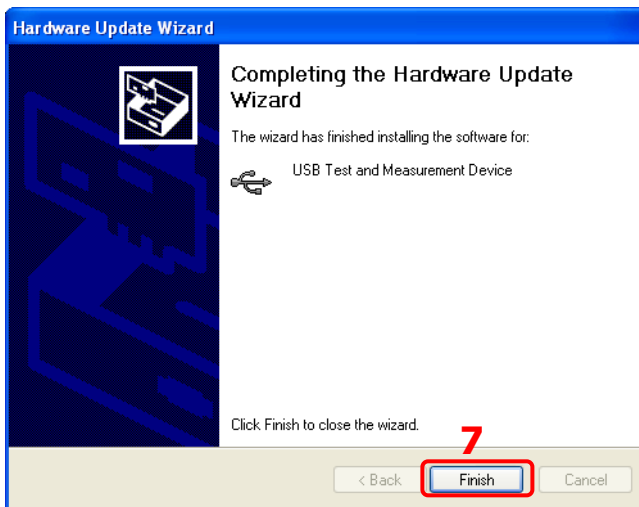 Hardware Update Wizard
Completing the Hardware Update
Wizard
The wizard has finished installing the software for:
USB Test and Measurement Device
Click Finish to close the wizard.
7
< Back Finish Cancel